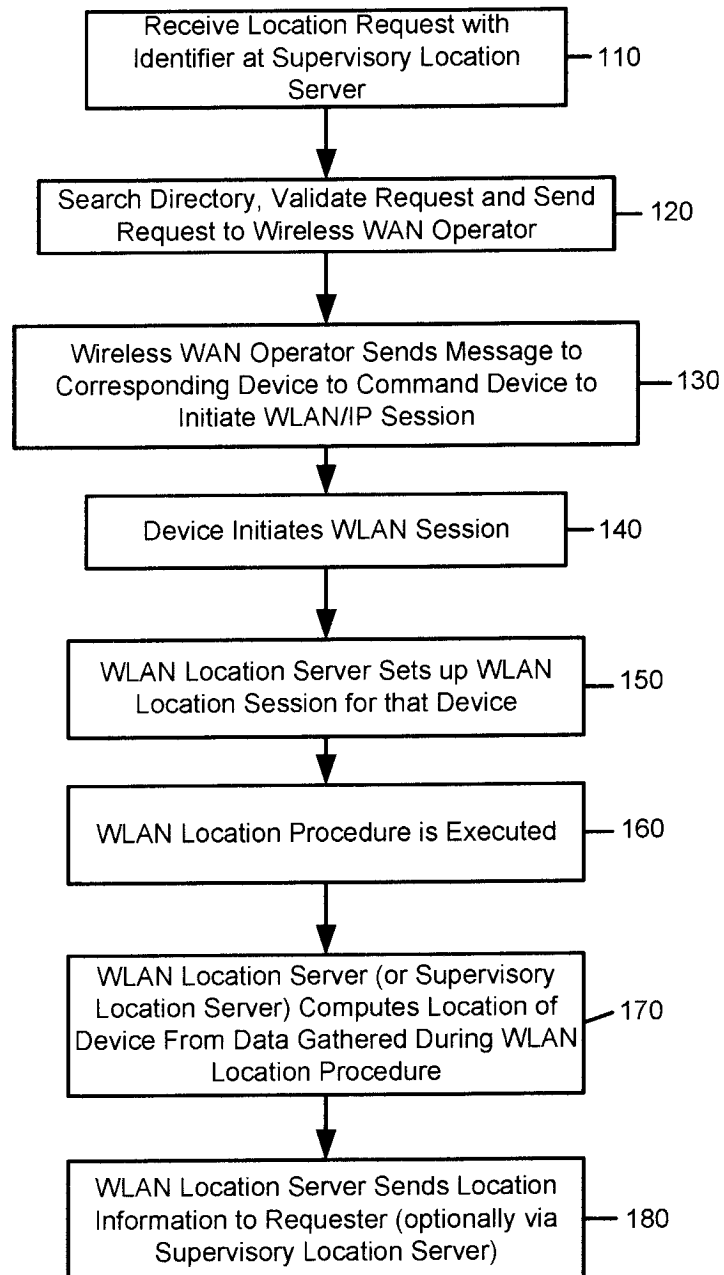 Receive Location Request with
Identifier at Supervisory Location
Server
110
Search Directory, Validate Request and Send
Request to Wireless WAN Operator
120
Wireless WAN Operator Sends Message to
Corresponding Device to Command Device to
Initiate WLAN/IP Session
130
Device Initiates WLAN Session
140
WLAN Location Server Sets up WLAN
Location Session for that Device
150
WLAN Location Procedure is Executed
160
WLAN Location Server (or Supervisory
Location Server) Computes Location of
Device From Data Gathered During WLAN
Location Procedure
170
WLAN Location Server Sends Location
Information to Requester (optionally via
Supervisory Location Server)
180